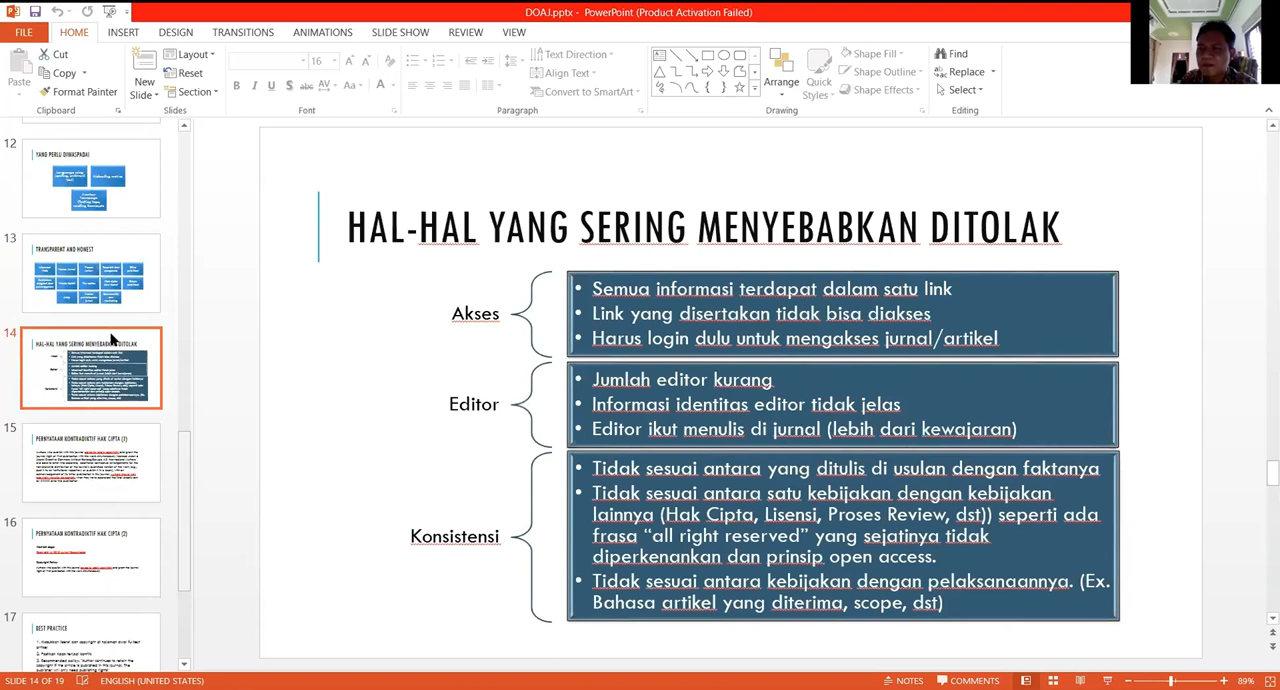 DOAJ.pptx - PowerPoint (Product Activation Failed)
FILE HOME INSERT DESIGN TRANSITIONS ANIMATIONS SLIDE SHOW REVIEW VIEW
Paste
Cut
Copy
Format Painter
Clipboard
New Slide
Layout
Reset
Section
Slides
16
B I U S abc AV Aa A
Font
Text Direction
Align Text
Convert to SmartArt
Paragraph
Arrange
Quick Styles
Shape Fill
Shape Outline
Shape Effects
Drawing
Find
Replace
Select
Editing
12
YANG PERLU DIWASPADAI
13
TRANSPARENT AND HONEST
14
HAL-HAL YANG SERING MENYEBABKAN DITOLAK
15
PERNYATAAN KONTRADIKTIF HAK CIPTA (1)
16
PERNYATAAN KONTRADIKTIF HAK CIPTA (2)
17
BEST PRACTICE
HAL-HAL YANG SERING MENYEBABKAN DITOLAK
Akses
• Semua informasi terdapat dalam satu link
• Link yang disertakan tidak bisa diakses
• Harus login dulu untuk mengakses jurnal/artikel
Editor
• Jumlah editor kurang
• Informasi identitas editor tidak jelas
• Editor ikut menulis di jurnal (lebih dari kewajaran)
Konsistensi
• Tidak sesuai antara yang ditulis di usulan dengan faktanya
• Tidak sesuai antara satu kebijakan dengan kebijakan
lainnya (Hak Cipta, Lisensi, Proses Review, dst)) seperti ada
frasa “all right reserved” yang sejatinya tidak
diperkenankan dan prinsip open access.
• Tidak sesuai antara kebijakan dengan pelaksanaannya. (Ex.
Bahasa artikel yang diterima, scope, dst)
SLIDE 14 OF 19 ENGLISH (UNITED STATES) NOTES COMMENTS 89%